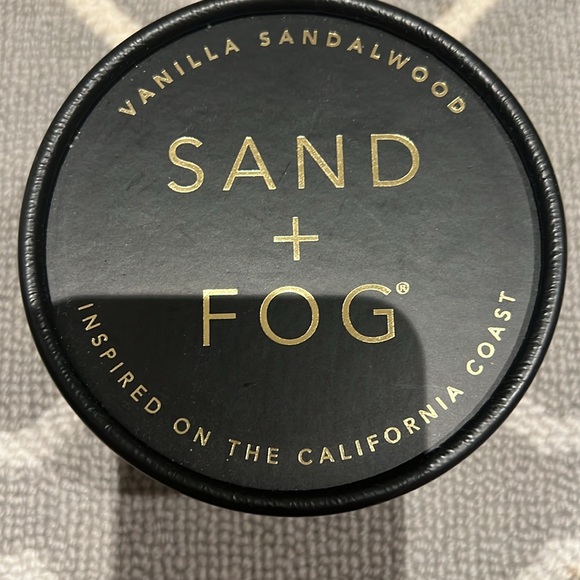 VANILLA SANDALWOOD
SAND
+
FOG®
INSPIRED ON THE CALIFORNIA COAST